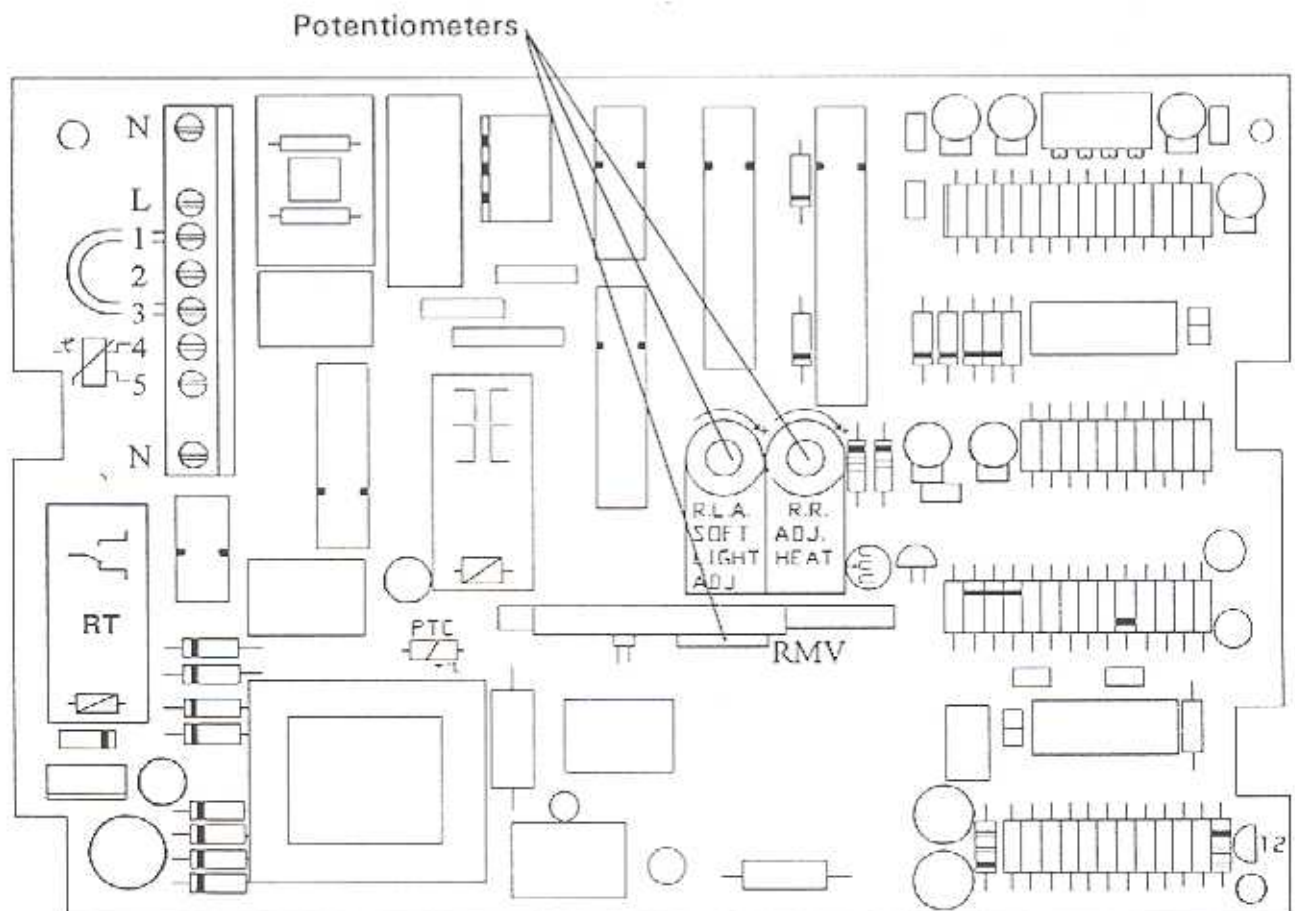 Potentiometers
N
L
1
2
3
4
5
N
R.L.A.
SOFT
LIGHT
ADJ
R.R.
ADJ.
HEAT
RT
PTC
RMV
12